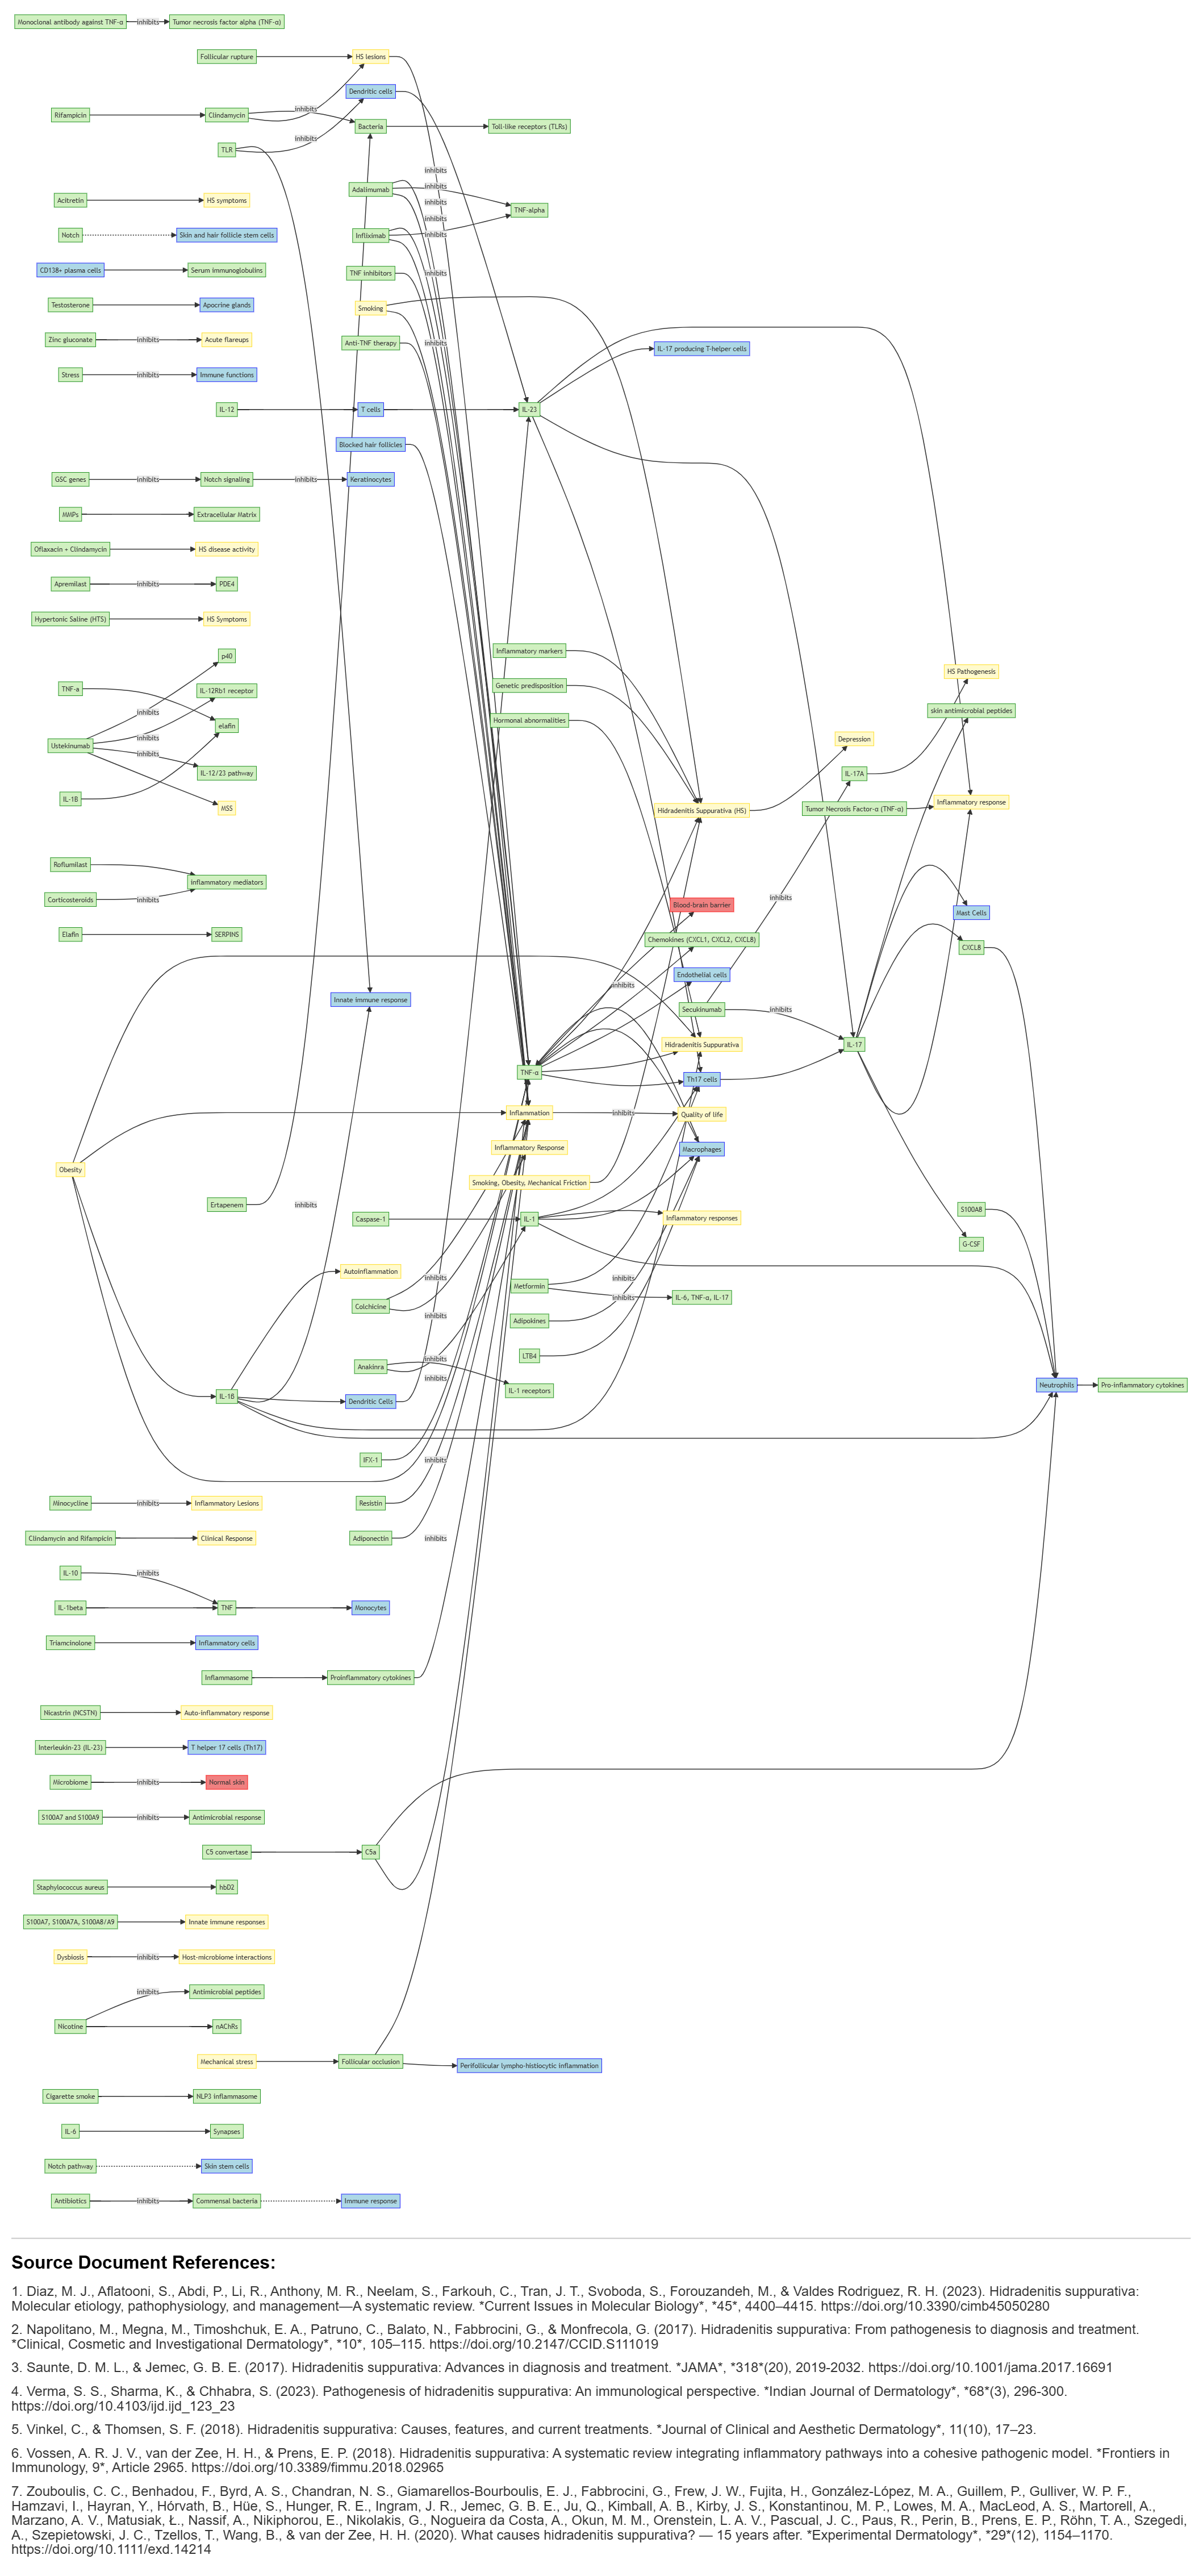 Monoclonal antibody against TNF-α
inhibits
Tumor necrosis factor alpha (TNF-α)
Follicular rupture
HS lesions
Dendritic cells
Rifampicin
Clindamycin
inhibits
Bacteria
Toll-like receptors (TLRs)
TLR
inhibits
inhibits
Adalimumab
inhibits
Acitretin
HS symptoms
inhibits
TNF-alpha
inhibits
Notch
Skin and hair follicle stem cells
Infliximab
inhibits
CD138+ plasma cells
Serum immunoglobulins
TNF inhibitors
inhibits
Testosterone
Apocrine glands
Smoking
Zinc gluconate
inhibits
Acute flareups
Anti-TNF therapy
inhibits
IL-17 producing T-helper cells
Stress
inhibits
Immune functions
IL-12
T cells
IL-23
Blocked hair follicles
GSC genes
inhibits
Notch signaling
inhibits
Keratinocytes
MMPs
Extracellular Matrix
Oflaxacin + Clindamycin
HS disease activity
Apremilast
inhibits
PDE4
Hypertonic Saline (HTS)
HS Symptoms
Inflammatory markers
p40
HS Pathogenesis
TNF-a
IL-12Rb1 receptor
Genetic predisposition
inhibits
skin antimicrobial peptides
Hormonal abnormalities
elafin
inhibits
Depression
Ustekinumab
inhibits
IL-12/23 pathway
IL-17A
IL-1B
MSS
Hidradenitis Suppurativa (HS)
Tumor Necrosis Factor-α (TNF-α)
Inflammatory response
Roflumilast
Inflammatory mediators
Corticosteroids
inhibits
inhibits
Blood-brain barrier
Mast Cells
Elafin
SERPINS
Chemokines (CXCL1, CXCL2, CXCL8)
CXCL8
Endothelial cells
inhibits
Innate immune response
Secukinumab
inhibits
Hidradenitis Suppurativa
IL-17
TNF-α
Th17 cells
Inflammation
inhibits
Quality of life
Inflammatory Response
Macrophages
Obesity
Smoking, Obesity, Mechanical Friction
Ertapenem
inhibits
S100A8
Caspase-1
IL-1
Inflammatory responses
G-CSF
Autoinflammation
inhibits
Metformin
inhibits
inhibits
IL-6, TNF-α, IL-17
Colchicine
inhibits
Adipokines
LTB4
inhibits
Anakinra
inhibits
IL-1 receptors
Neutrophils
Pro-inflammatory cytokines
IL-1β
Dendritic Cells
IFX-1
inhibits
Minocycline
inhibits
Inflammatory Lesions
Resistin
Clindamycin and Rifampicin
Clinical Response
Adiponectin
inhibits
IL-10
inhibits
IL-1beta
TNF
Monocytes
Triamcinolone
Inflammatory cells
Inflammasome
Proinflammatory cytokines
Nicastrin (NCSTN)
Auto-inflammatory response
Interleukin-23 (IL-23)
T helper 17 cells (Th17)
Microbiome
inhibits
Normal skin
S100A7 and S100A9
inhibits
Antimicrobial response
C5 convertase
C5a
Staphylococcus aureus
hbD2
S100A7, S100A7A, S100A8/A9
Innate immune responses
Dysbiosis
inhibits
Host-microbiome interactions
inhibits
Antimicrobial peptides
Nicotine
nAChRs
Mechanical stress
Follicular occlusion
Perifollicular lympho-histiocytic inflammation
Cigarette smoke
NLP3 inflammasome
IL-6
Synapses
Notch pathway
Skin stem cells
Antibiotics
inhibits
Commensal bacteria
Immune response
Source Document References:
1. Diaz, M. J., Aflatooni, S., Abdi, P., Li, R., Anthony, M. R., Neelam, S., Farkouh, C., Tran, J. T., Svoboda, S., Forouzandeh, M., & Valdes Rodriguez, R. H. (2023). Hidradenitis suppurativa:
Molecular etiology, pathophysiology, and management—A systematic review. *Current Issues in Molecular Biology*, *45*, 4400–4415. https://doi.org/10.3390/cimb45050280
2. Napolitano, M., Megna, M., Timoshchuk, E. A., Patruno, C., Balato, N., Fabbrocini, G., & Monfrecola, G. (2017). Hidradenitis suppurativa: From pathogenesis to diagnosis and treatment.
*Clinical, Cosmetic and Investigational Dermatology*, *10*, 105–115. https://doi.org/10.2147/CCID.S111019
3. Saunte, D. M. L., & Jemec, G. B. E. (2017). Hidradenitis suppurativa: Advances in diagnosis and treatment. *JAMA*, *318*(20), 2019-2032. https://doi.org/10.1001/jama.2017.16691
4. Verma, S. S., Sharma, K., & Chhabra, S. (2023). Pathogenesis of hidradenitis suppurativa: An immunological perspective. *Indian Journal of Dermatology*, *68*(3), 296-300.
https://doi.org/10.4103/ijd.ijd_123_23
5. Vinkel, C., & Thomsen, S. F. (2018). Hidradenitis suppurativa: Causes, features, and current treatments. *Journal of Clinical and Aesthetic Dermatology*, 11(10), 17–23.
6. Vossen, A. R. J. V., van der Zee, H. H., & Prens, E. P. (2018). Hidradenitis suppurativa: A systematic review integrating inflammatory pathways into a cohesive pathogenic model. *Frontiers in
Immunology, 9*, Article 2965. https://doi.org/10.3389/fimmu.2018.02965
7. Zouboulis, C. C., Benhadou, F., Byrd, A. S., Chandran, N. S., Giamarellos-Bourboulis, E. J., Fabbrocini, G., Frew, J. W., Fujita, H., González-López, M. A., Guillem, P., Gulliver, W. P. F.,
Hamzavi, I., Hayran, Y., Hórvath, B., Hüe, S., Hunger, R. E., Ingram, J. R., Jemec, G. B. E., Ju, Q., Kimball, A. B., Kirby, J. S., Konstantinou, M. P., Lowes, M. A., MacLeod, A. S., Martorell, A.,
Marzano, A. V., Matusiak, Ł., Nassif, A., Nikiphorou, E., Nikolakis, G., Nogueira da Costa, A., Okun, M. M., Orenstein, L. A. V., Pascual, J. C., Paus, R., Perin, B., Prens, E. P., Röhn, T. A., Szegedi,
A., Szepietowski, J. C., Tzellos, T., Wang, B., & van der Zee, H. H. (2020). What causes hidradenitis suppurativa? — 15 years after. *Experimental Dermatology*, *29*(12), 1154–1170.
https://doi.org/10.1111/exd.14214